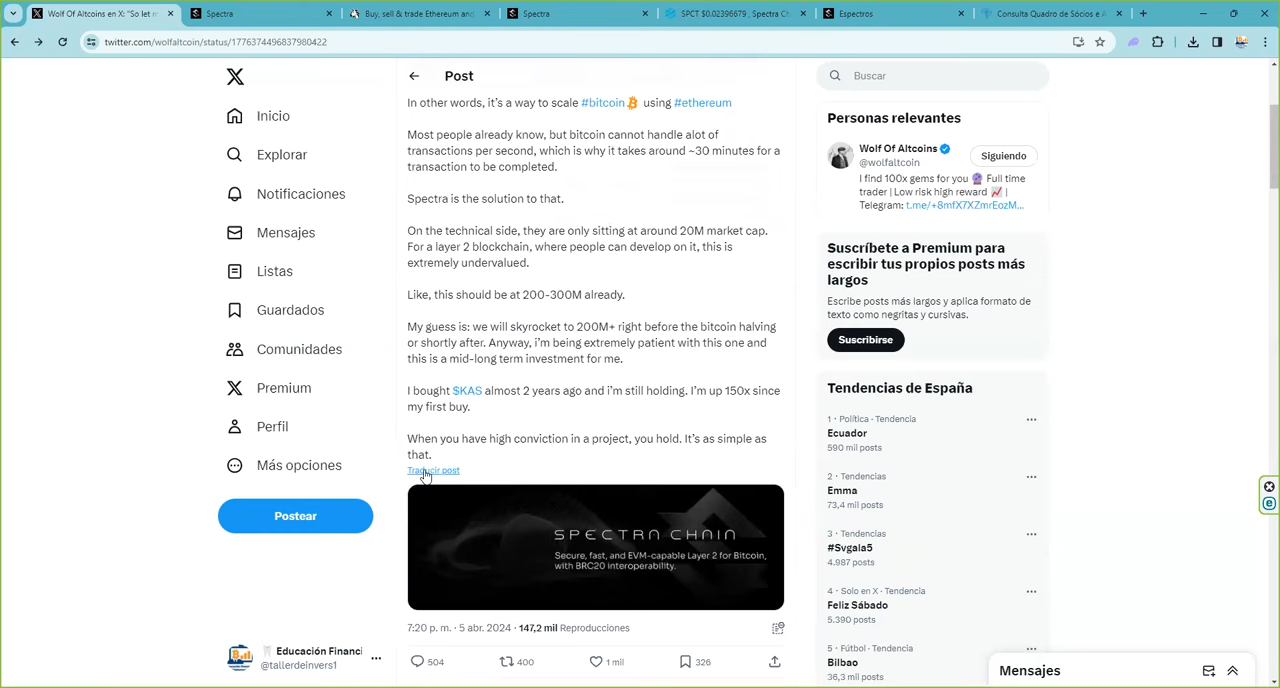 Wolf Of Altcoins en X: "So let m
Spectra
Buy, sell & trade Ethereum and
Spectra
SPCT $0.02396679 , Spectra Ch
Espectros
Consulta Quadro de Sócios e A
twitter.com/wolfaltcoin/status/1776374496837980422
Inicio
Explorar
Notificaciones
Mensajes
Listas
Guardados
Comunidades
Premium
Perfil
Más opciones
Postear
Educación Financi
@tallerdeinvers1
Post
In other words, it's a way to scale #bitcoin using #ethereum
Most people already know, but bitcoin cannot handle alot of
transactions per second, which is why it takes around ~30 minutes for a
transaction to be completed.
Spectra is the solution to that.
On the technical side, they are only sitting at around 20M market cap.
For a layer 2 blockchain, where people can develop on it, this is
extremely undervalued.
Like, this should be at 200-300M already.
My guess is: we will skyrocket to 200M+ right before the bitcoin halving
or shortly after. Anyway, i'm being extremely patient with this one and
this is a mid-long term investment for me.
I bought $KAS almost 2 years ago and i'm still holding. I'm up 150x since
my first buy.
When you have high conviction in a project, you hold. It's as simple as
that.
Traducir post
SPECTRA CHAIN
Secure, fast, and EVM-capable Layer 2 for Bitcoin,
with BRC20 interoperability.
7:20 p. m. · 5 abr. 2024 · 147,2 mil Reproducciones
504
400
1 mil
326
Buscar
Personas relevantes
Wolf Of Altcoins
@wolfaltcoin
Siguiendo
I find 100x gems for you 🔮 Full time
trader | Low risk high reward 📈 |
Telegram: t.me/+8mfX7XZmrEozM...
Suscríbete a Premium para
escribir tus propios posts más
largos
Escribe posts más largos y aplica formato de
texto como negritas y cursivas.
Suscribirse
Tendencias de España
1 · Política · Tendencia
Ecuador
590 mil posts
2 · Tendencias
Emma
73,4 mil posts
3 · Tendencias
#Svgala5
4.987 posts
4 · Solo en X · Tendencia
Feliz Sábado
5.390 posts
5 · Fútbol · Tendencia
Bilbao
36,3 mil posts
Mensajes